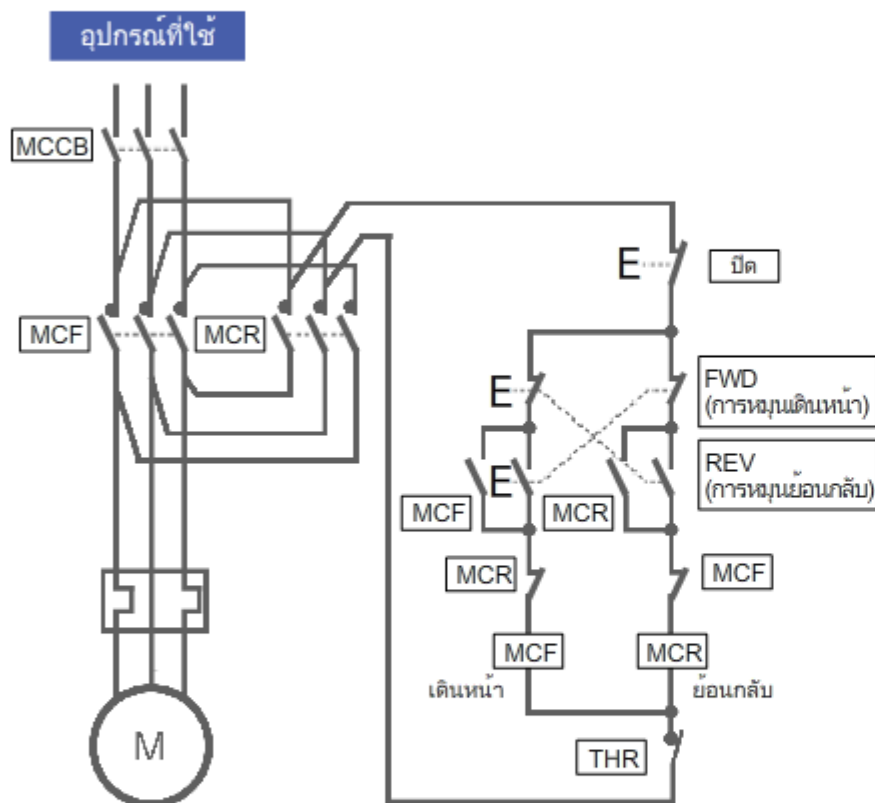 อุปกรณ์ที่ใช้
MCCB
E
ปิด
MCF
MCR
E
FWD
(การหมุนเดินหน้า)
E
REV
(การหมุนย้อนกลับ)
MCF
MCR
MCR
MCF
MCF
MCR
เดินหน้า
ย้อนกลับ
M
THR